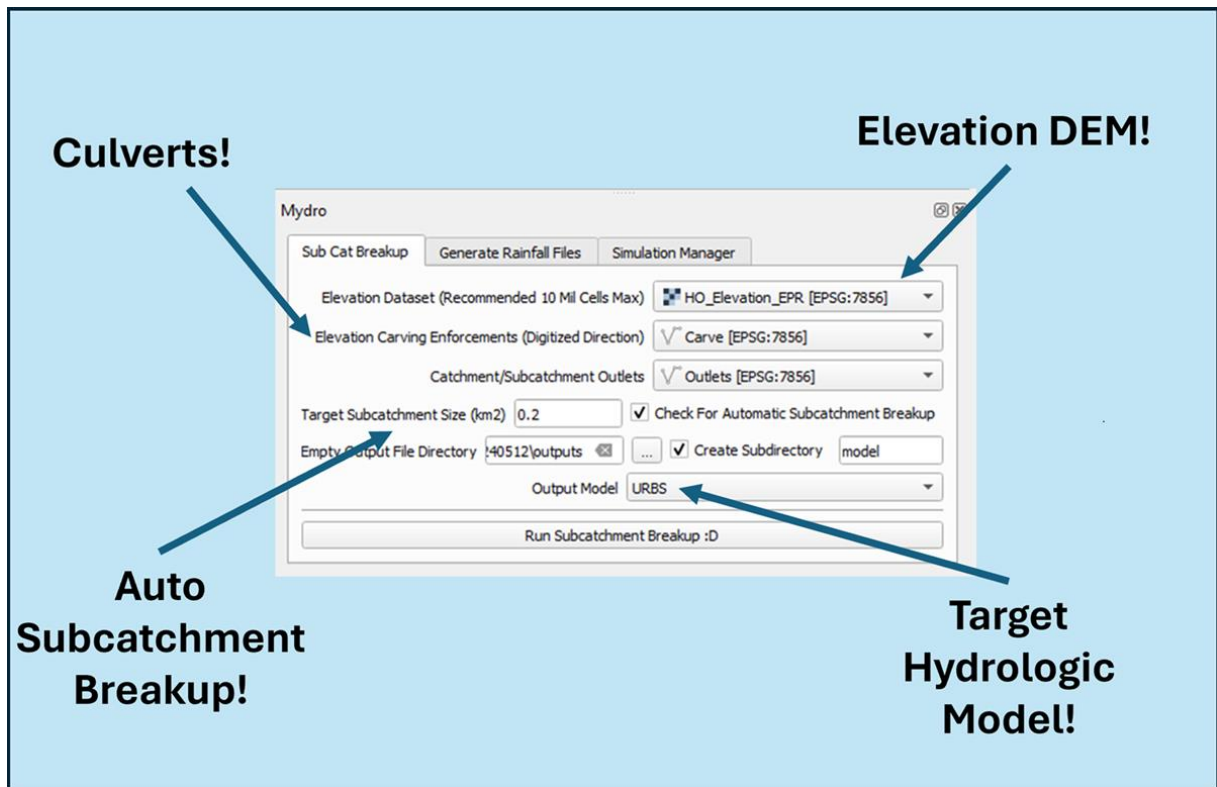 Culverts!
Elevation DEM!
Mydro
Sub Cat Breakup Generate Rainfall Files Simulation Manager
Elevation Dataset (Recommended 10 Mil Cells Max) HO_Elevation_EPR [EPSG:7856]
Elevation Carving Enforcements (Digitized Direction) Carve [EPSG:7856]
Catchment/Subcatchment Outlets Outlets [EPSG:7856]
Target Subcatchment Size (km2) 0.2 Check For Automatic Subcatchment Breakup
Empty Output File Directory !40512\outputs ... Create Subdirectory model
Output Model URBS
Run Subcatchment Breakup :D
Auto
Subcatchment
Breakup!
Target
Hydrologic
Model!